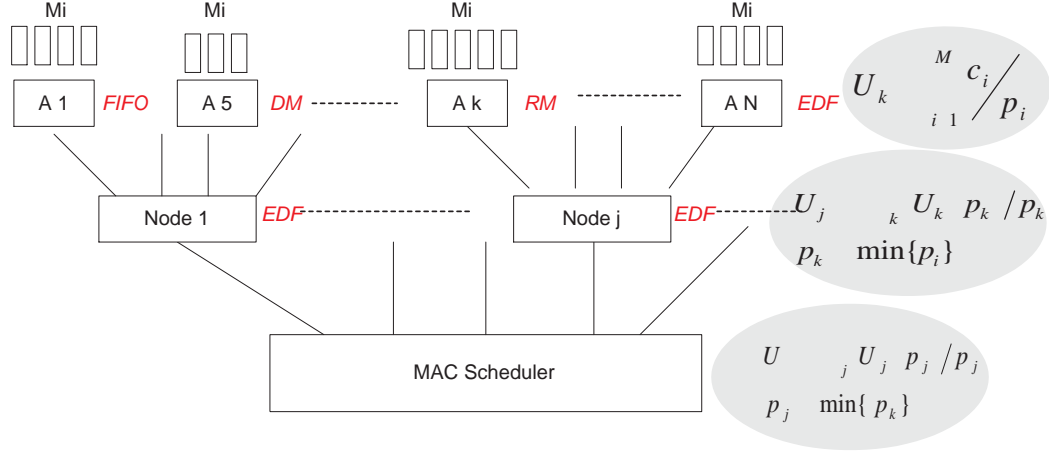 Mi Mi Mi Mi
A 1 FIFO A 5 DM A k RM A N EDF
U k M i 1 c i / p i
Node 1 EDF Node j EDF
U j k U k p k / p k
p k min{ p i }
MAC Scheduler
U j U j p j / p j
p j min{ p k }